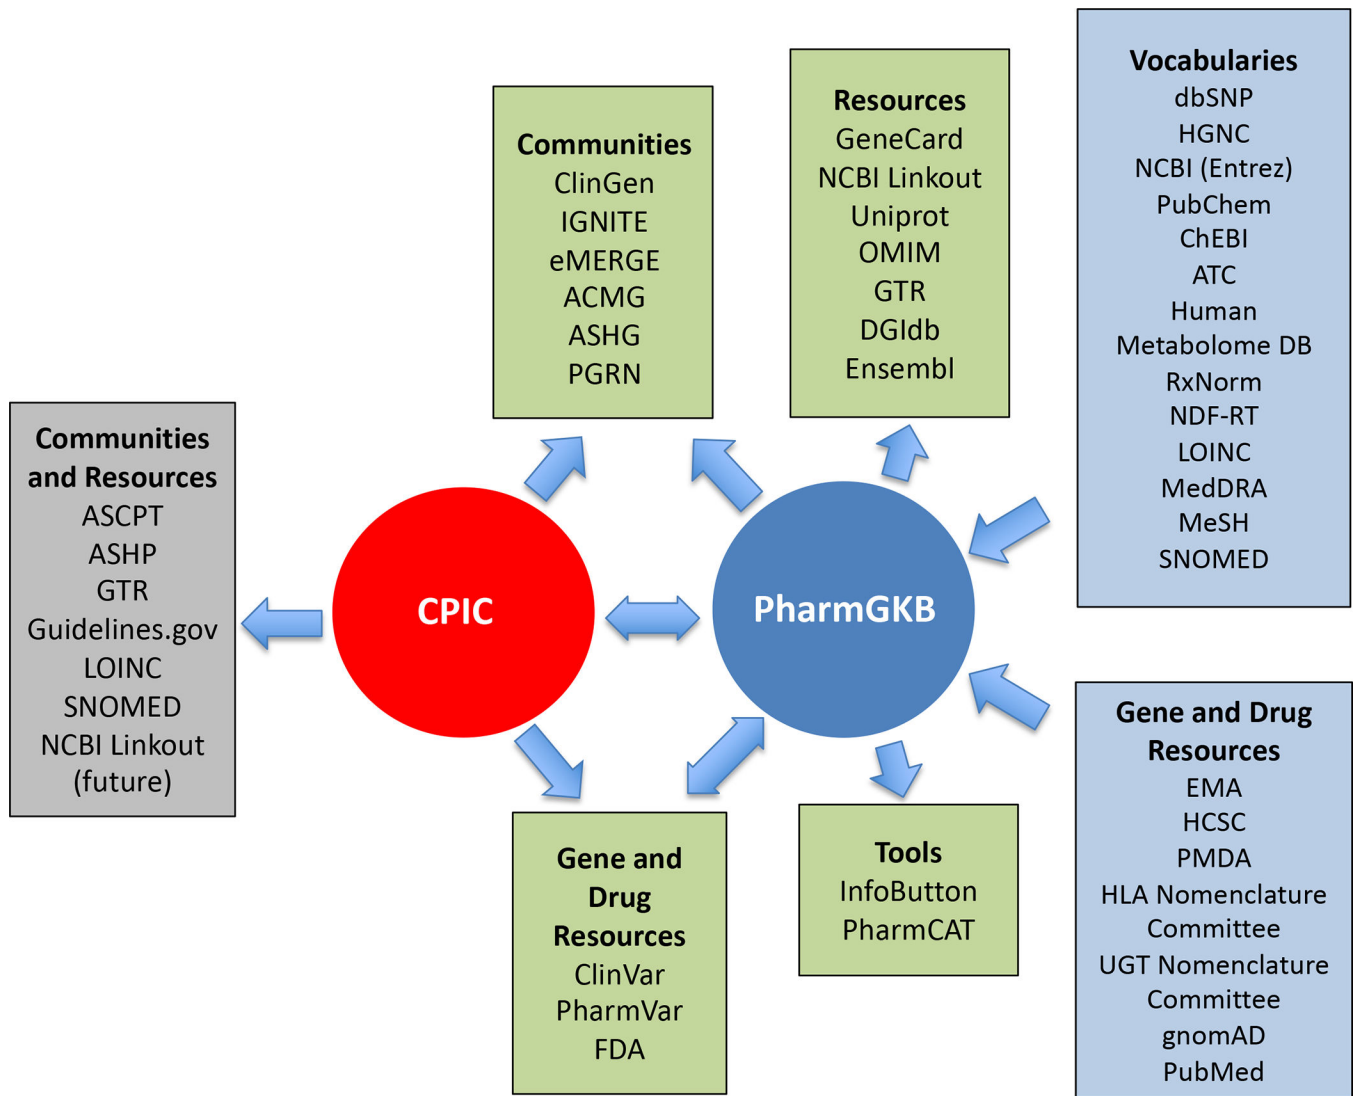 Communities
ClinGen
IGNITE
eMERGE
ACMG
ASHG
PGRN
Resources
GeneCard
NCBI Linkout
Uniprot
OMIM
GTR
DGIdb
Ensembl
Vocabularies
dbSNP
HGNC
NCBI (Entrez)
PubChem
ChEBI
ATC
Human
Metabolome DB
RxNorm
NDF-RT
LOINC
MedDRA
MeSH
SNOMED
Communities
and Resources
ASCPT
ASHP
GTR
Guidelines.gov
LOINC
SNOMED
NCBI Linkout
(future)
CPIC
PharmGKB
Gene and
Drug
Resources
ClinVar
PharmVar
FDA
Tools
InfoButton
PharmCAT
Gene and Drug
Resources
EMA
HCSC
PMDA
HLA Nomenclature
Committee
UGT Nomenclature
Committee
gnomAD
PubMed